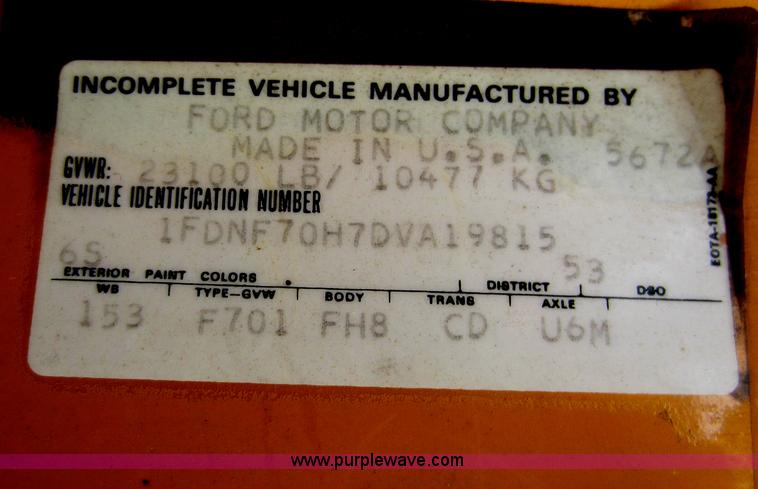 INCOMPLETE VEHICLE MANUFACTURED BY
FORD MOTOR COMPANY
MADE IN U.S.A. 5672A
GVWR: 23100 LB/ 10477 KG
VEHICLE IDENTIFICATION NUMBER
1FDNF70H7DVA19815
6S 53
EXTERIOR PAINT COLORS DISTRICT DSO
WB TYPE-GVW BODY TRANS AXLE
153 F701 FH8 CD U6M
EOTA-18172-AA
www.purplewave.com